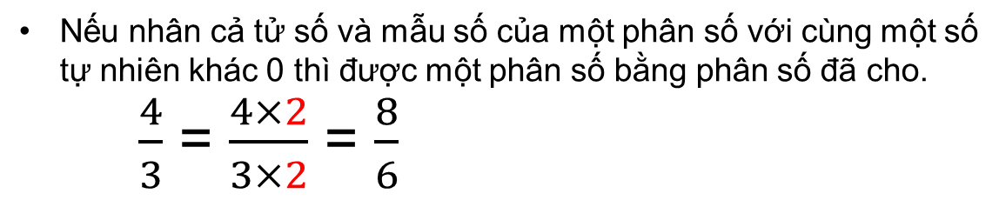 • Nếu nhân cả tử số và mẫu số của một phân số với cùng một số
tự nhiên khác 0 thì được một phân số bằng phân số đã cho.
4/3 = 4×2/3×2 = 8/6